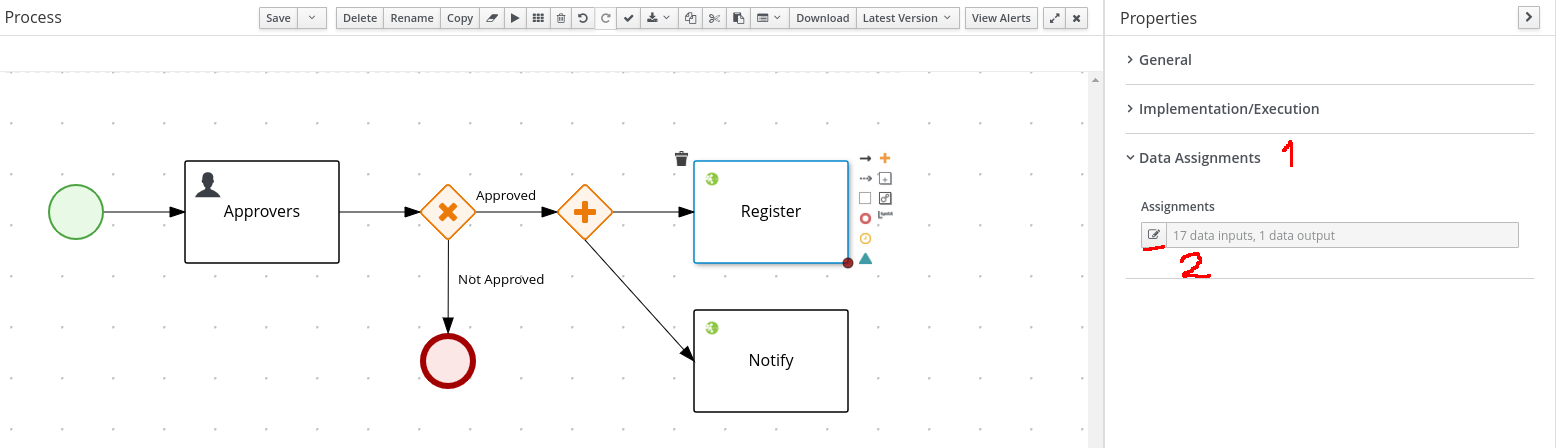 Process
Save
Delete
Rename
Copy
Download
Latest Version
View Alerts
Properties
General
Implementation/Execution
Data Assignments
1
Assignments
17 data inputs, 1 data output
2
Approvers
Approved
Not Approved
Register
Notify